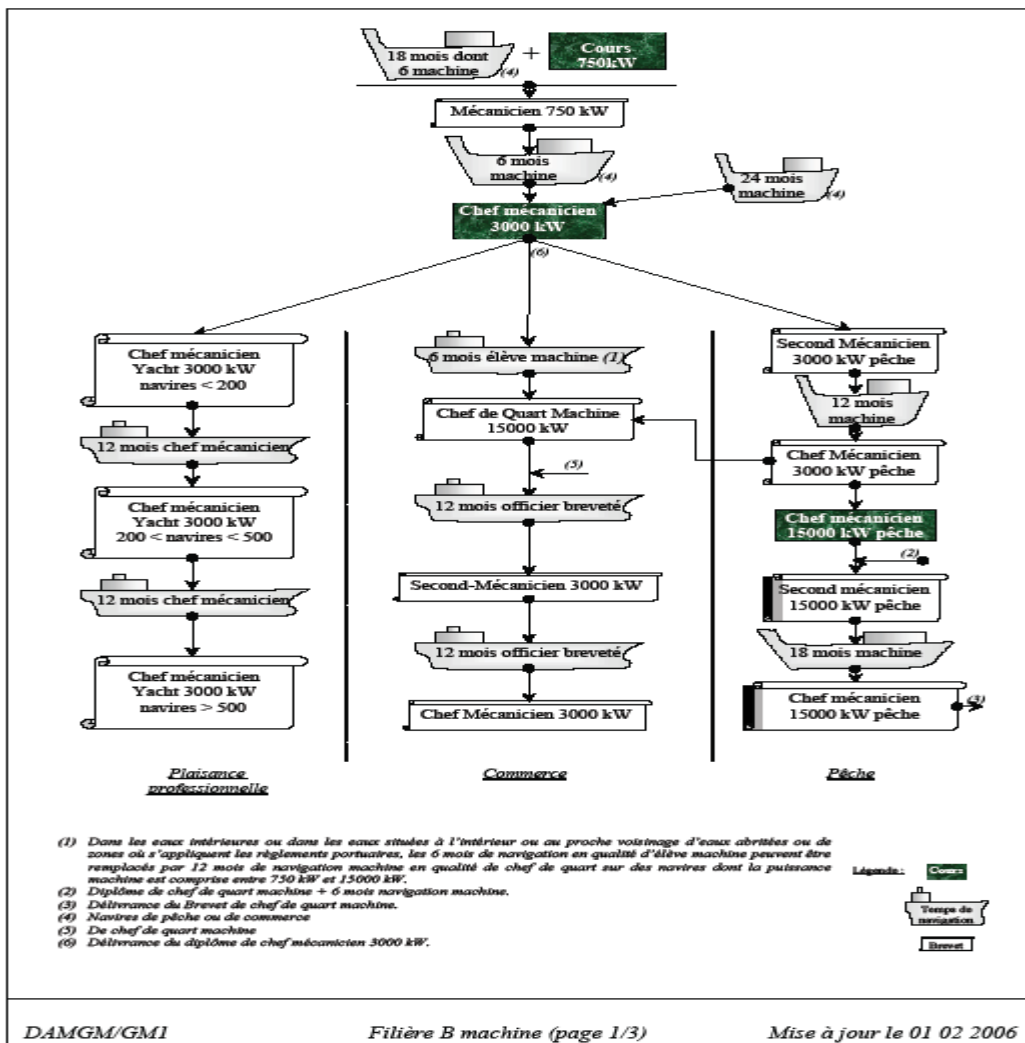 18 mois dont
6 machine
(4)
+
Cours
750kW
Mécanicien 750 kW
6 mois
machine
(4)
24 mois
machine
(4)
Chef mécanicien
3000 kW
(6)
Chef mécanicien
Yacht 3000 kW
navires < 200
12 mois chef mécanicien
Chef mécanicien
Yacht 3000 kW
200 < navires < 500
12 mois chef mécanicien
Chef mécanicien
Yacht 3000 kW
navires > 500
Plaisance
professionnelle
6 mois élève machine (1)
Chef de Quart Machine
15000 kW
(5)
12 mois officier breveté
Second-Mécanicien 3000 kW
12 mois officier breveté
Chef Mécanicien 3000 kW
Commerce
Second Mécanicien
3000 kW pêche
12 mois
machine
Chef Mécanicien
3000 kW pêche
Chef mécanicien
15000 kW pêche
(2)
Second mécanicien
15000 kW pêche
18 mois machine
Chef mécanicien
15000 kW pêche
(3)
Pêche
(1) Dans les eaux intérieures ou dans les eaux situées à l'intérieur ou au proche voisinage d'eaux abritées ou de
zones où s'appliquent les règlements portuaires, les 6 mois de navigation en qualité d'élève machine peuvent être
remplacés par 12 mois de navigation machine en qualité de chef de quart sur des navires dont la puissance
machine est comprise entre 750 kW et 15000 kW.
(2) Diplôme de chef de quart machine + 6 mois navigation machine.
(3) Délivrance du Brevet de chef de quart machine.
(4) Navires de pêche ou de commerce
(5) De chef de quart machine
(6) Délivrance du diplôme de chef mécanicien 3000 kW.
Légende :
Cours
Temps de
navigation
Brevet
DAMGM/GM1
Filière B machine (page 1/3)
Mise à jour le 01 02 2006